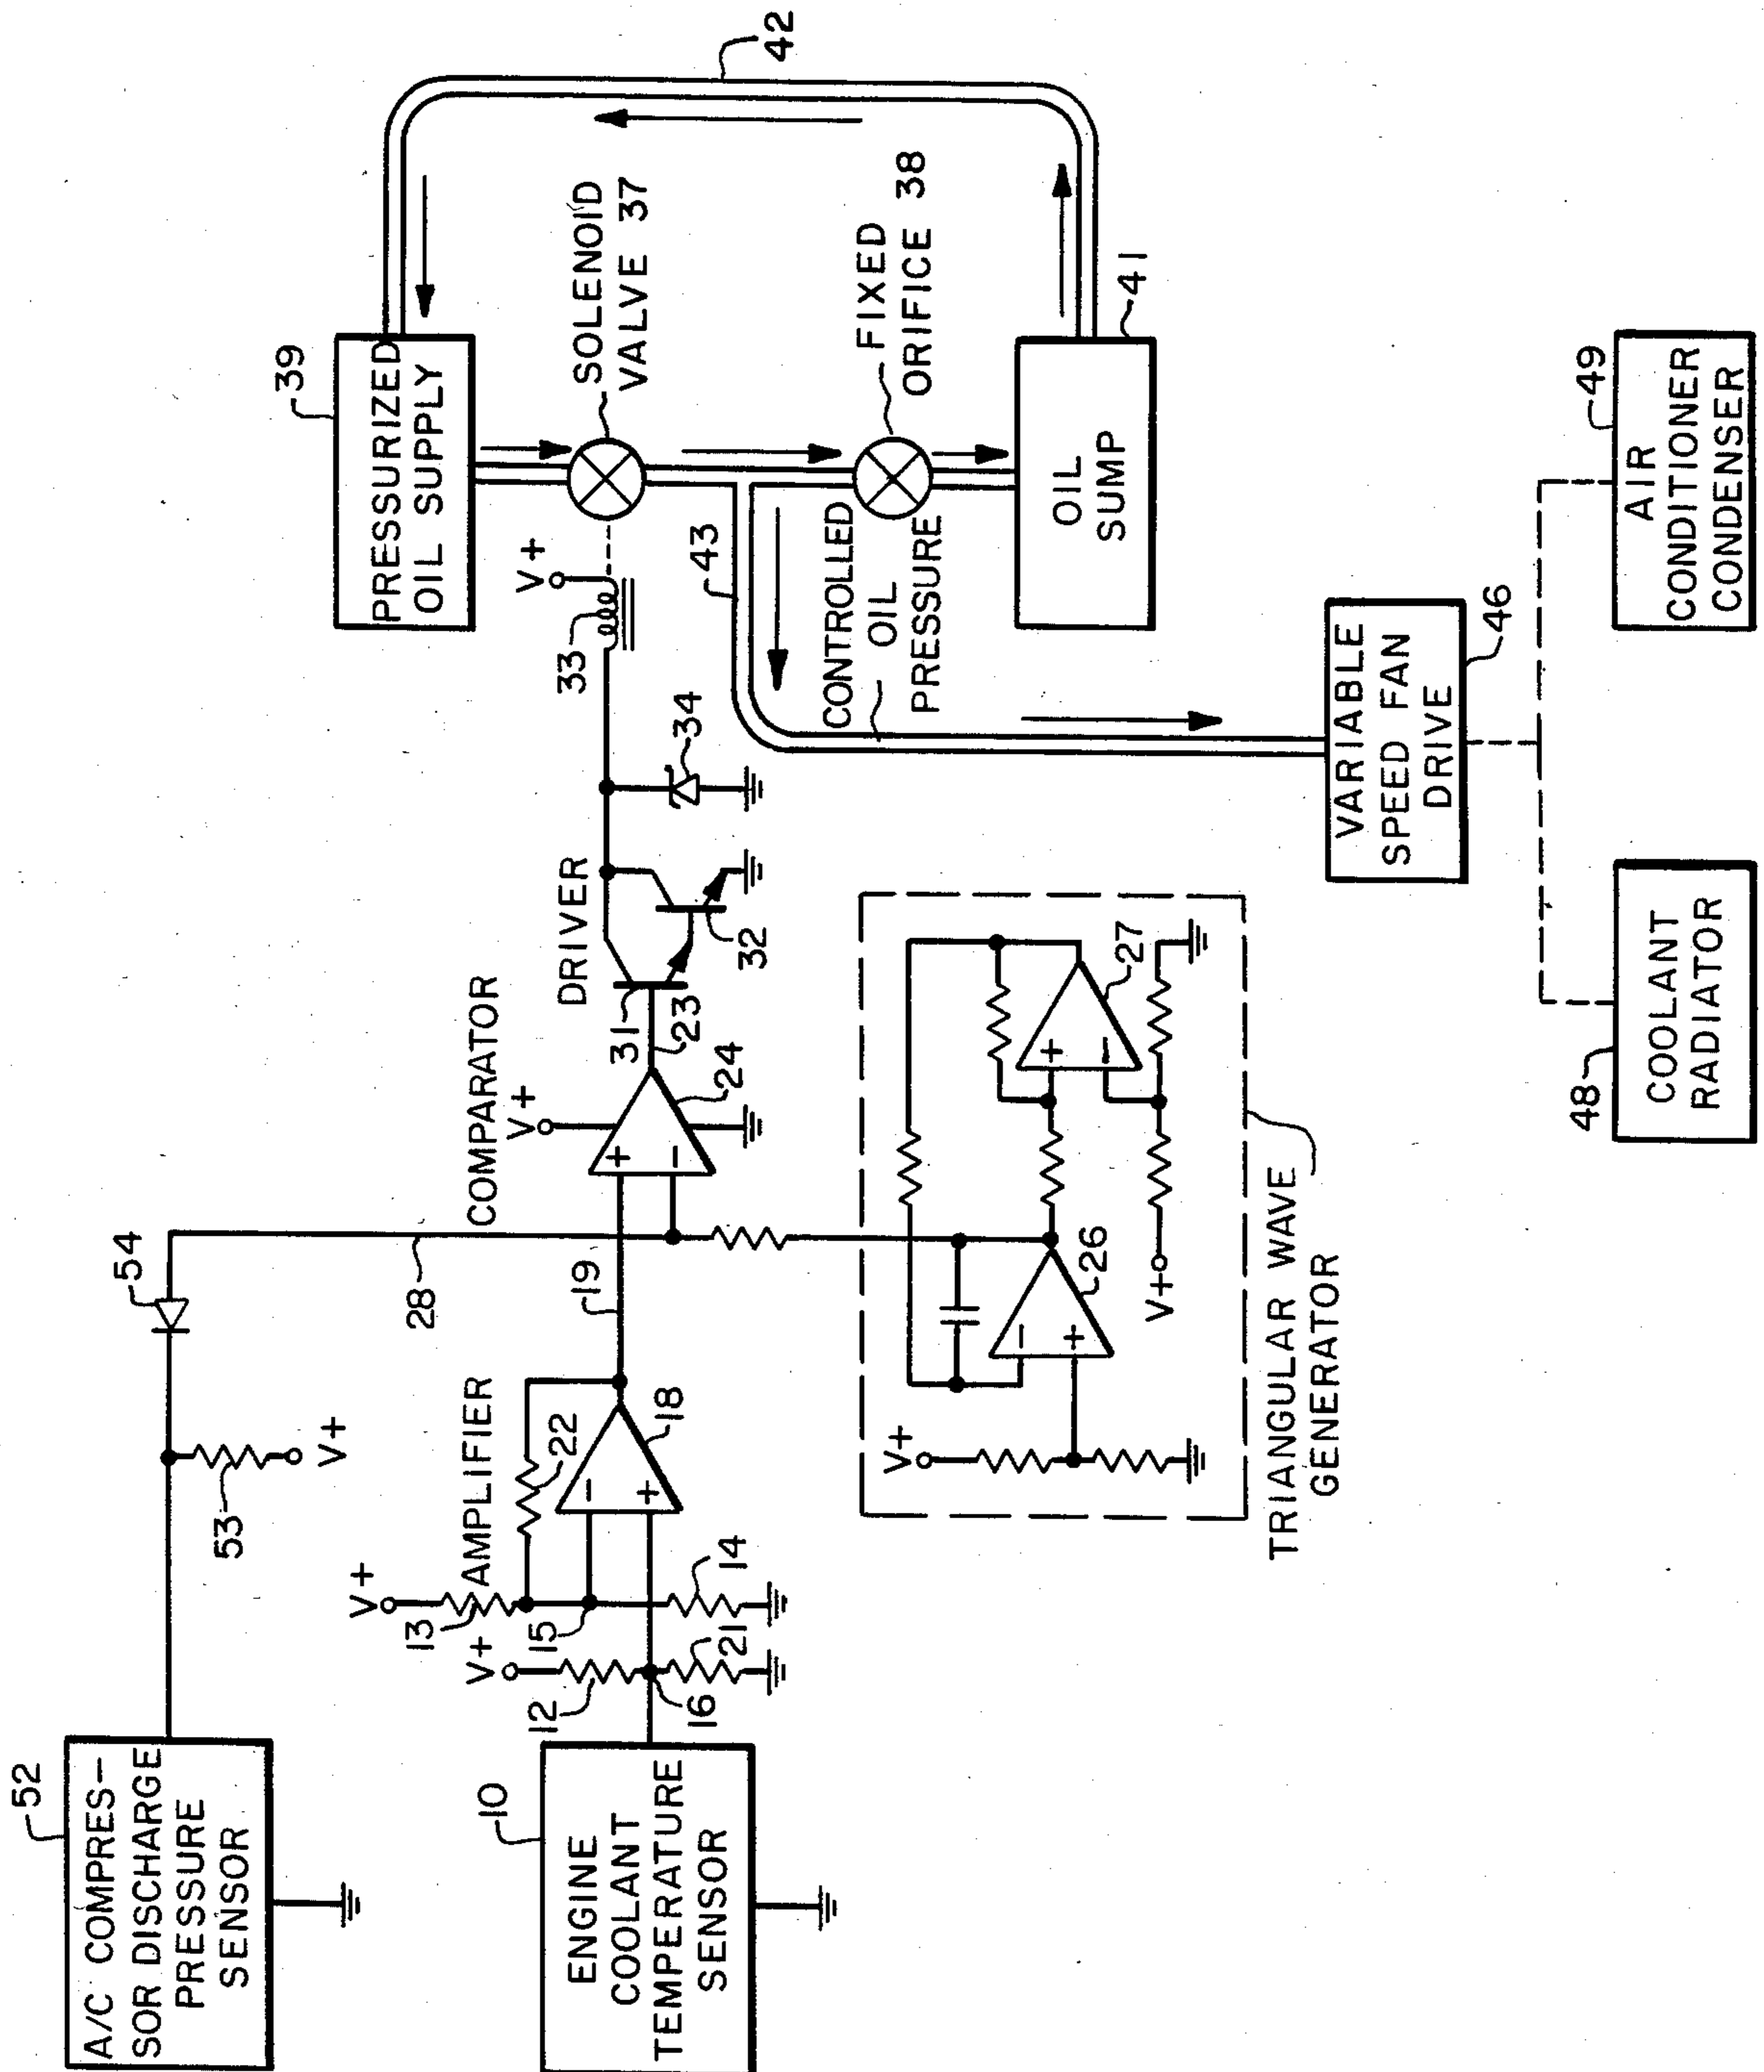 52
A/C COMPRES-
SOR DISCHARGE
PRESSURE
SENSOR
53
V+
54
28
10
ENGINE
COOLANT
TEMPERATURE
SENSOR
V+
12
16
21
V+
13
15
14
AMPLIFIER
22
-
+
18
19
COMPARATOR
V+
+
-
24
23
DRIVER
31
32
34
33
V+
39
PRESSURIZED
OIL SUPPLY
SOLENOID
VALVE 37
43
CONTROLLED
OIL
PRESSURE
FIXED
ORIFICE 38
OIL
SUMP
41
42
V+
-
+
26
V+
+
-
27
TRIANGULAR WAVE
GENERATOR
VARIABLE
SPEED FAN
DRIVE
46
48
COOLANT
RADIATOR
49
AIR
CONDITIONER
CONDENSER